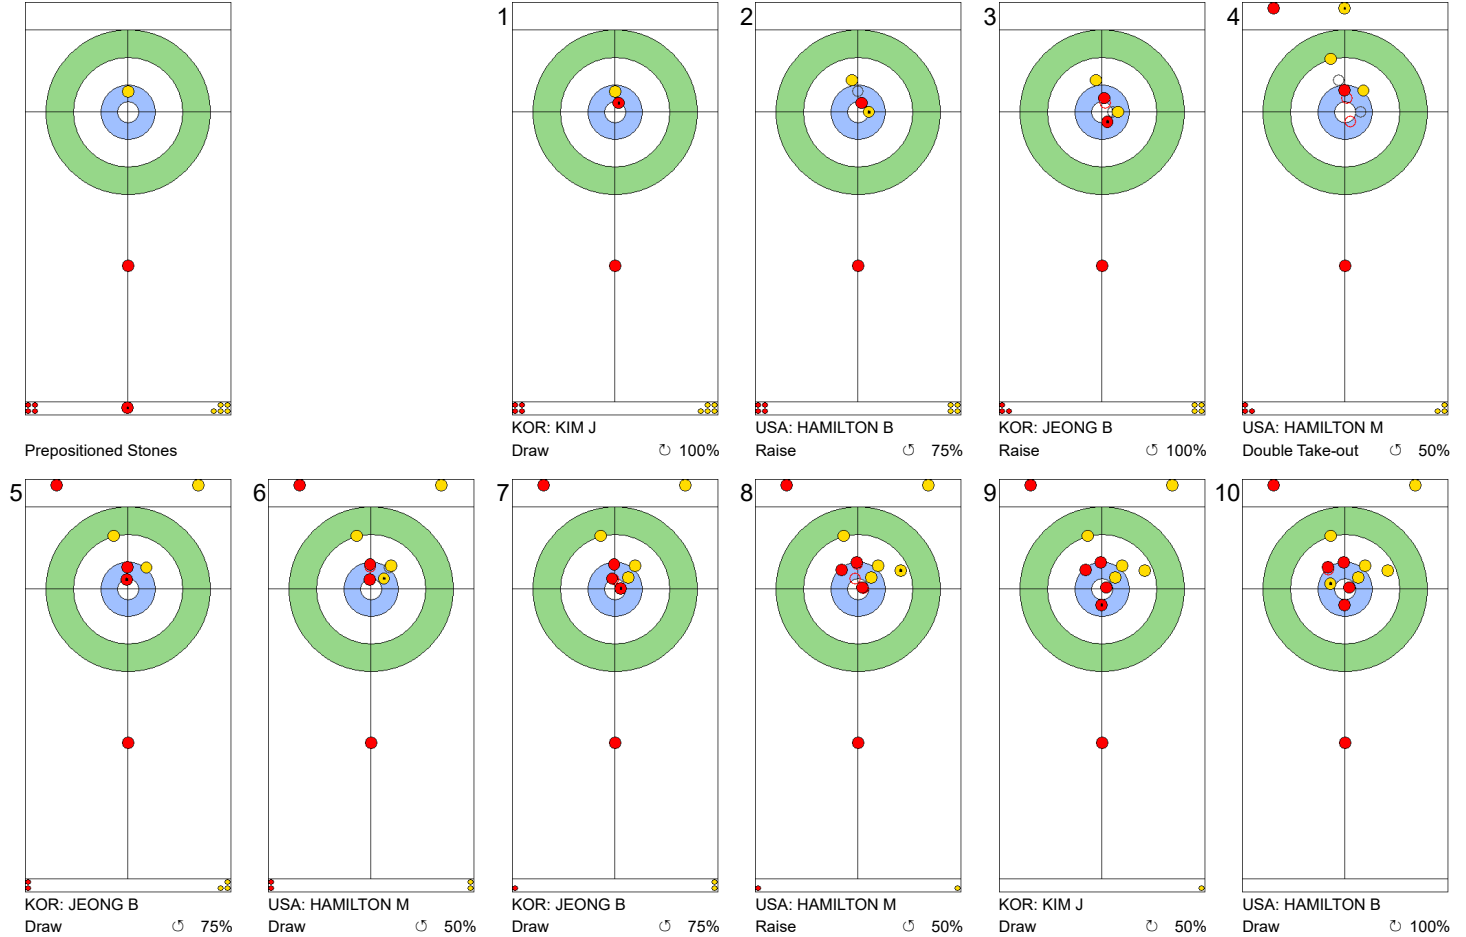 1
2
3
4
Prepositioned Stones
KOR: KIM J
Draw 100%
USA: HAMILTON B
Raise 75%
KOR: JEONG B
Raise 100%
USA: HAMILTON M
Double Take-out 50%
5
6
7
8
9
10
KOR: JEONG B
Draw 75%
USA: HAMILTON M
Draw 50%
KOR: JEONG B
Draw 75%
USA: HAMILTON M
Raise 50%
KOR: KIM J
Draw 50%
USA: HAMILTON B
Draw 100%